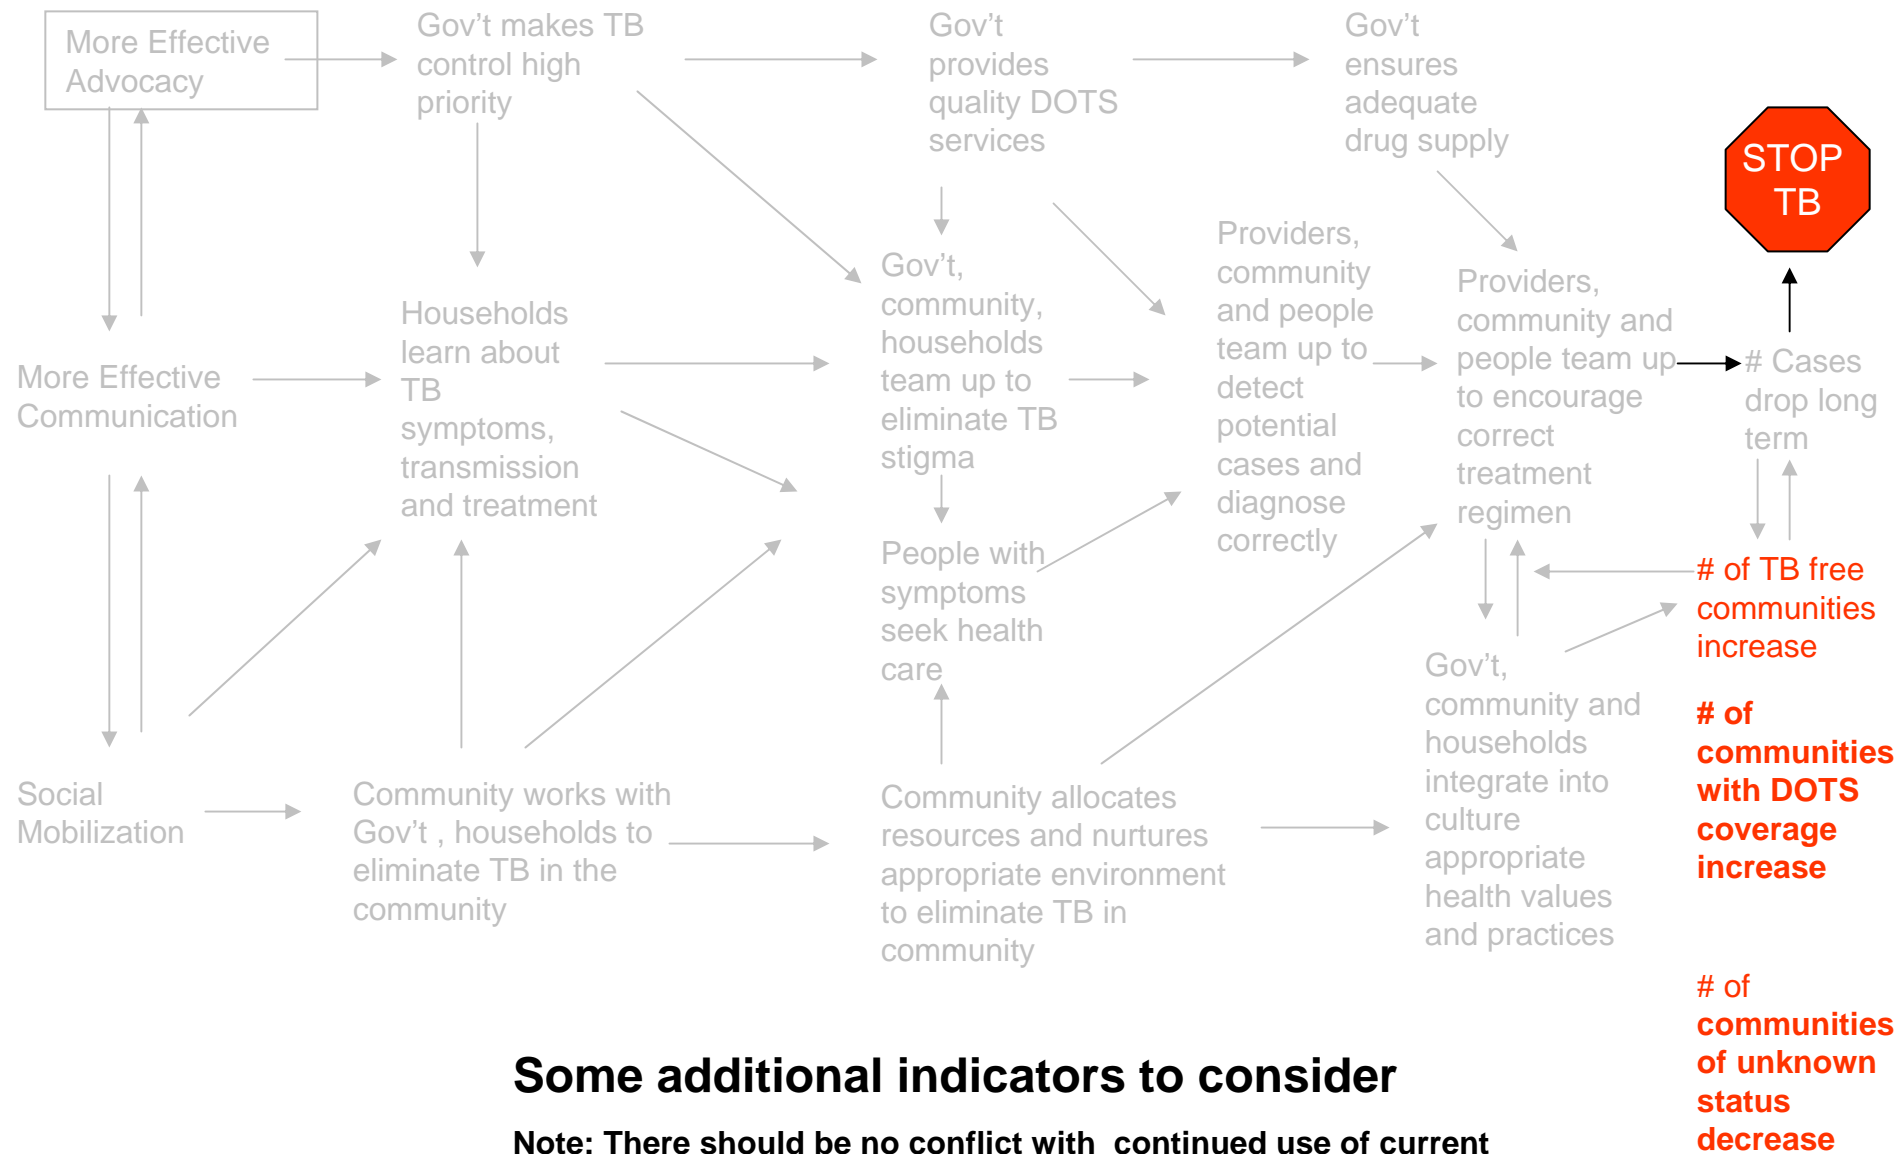 More Effective
Advocacy
Gov’t makes TB
control high
priority
Gov’t
provides
quality DOTS
services
Gov’t
ensures
adequate
drug supply
STOP
TB
More Effective
Communication
Households
learn about
TB
symptoms,
transmission
and treatment
Gov’t,
community,
households
team up to
eliminate TB
stigma
People with
symptoms
seek health
care
Providers,
community
and people
team up to
detect
potential
cases and
diagnose
correctly
Providers,
community and
people team up
to encourage
correct
treatment
regimen
# Cases
drop long
term
# of TB free
communities
increase
# of
communities
with DOTS
coverage
increase
# of
communities
of unknown
status
decrease
Social
Mobilization
Community works with
Gov’t , households to
eliminate TB in the
community
Community allocates
resources and nurtures
appropriate environment
to eliminate TB in
community
Gov’t,
community and
households
integrate into
culture
appropriate
health values
and practices
Some additional indicators to consider
Note: There should be no conflict with continued use of current